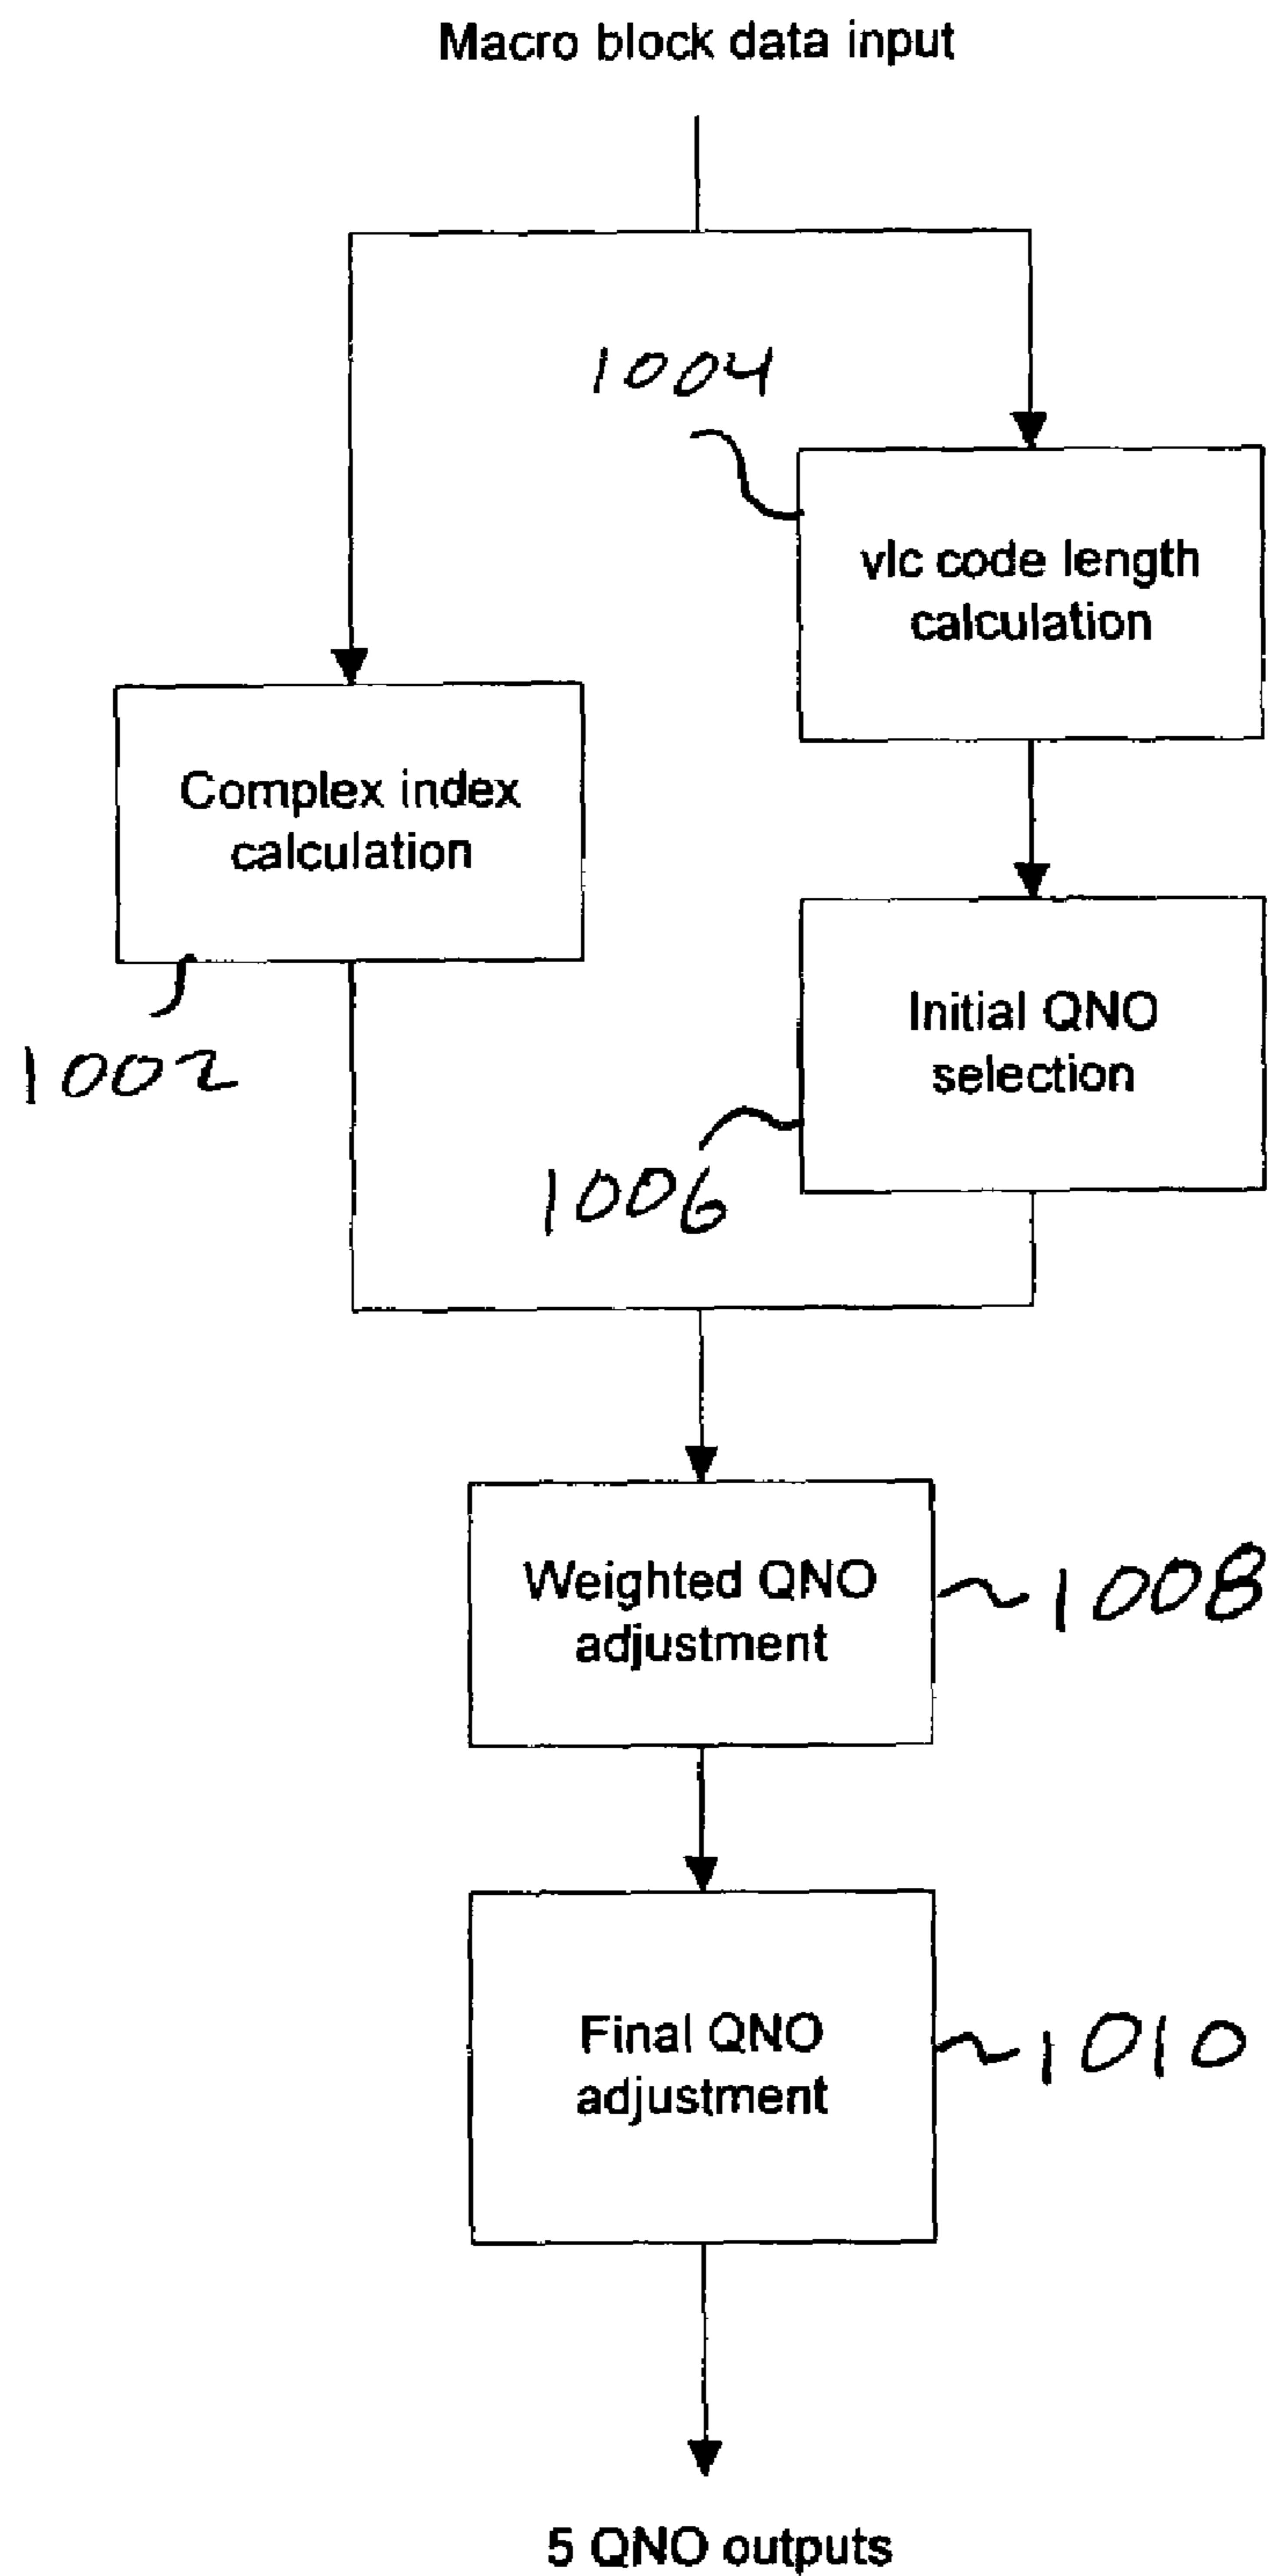 Macro block data input
1004
vlc code length
calculation
Complex index
calculation
1002
Initial QNO
selection
1006
Weighted QNO
adjustment
1008
Final QNO
adjustment
1010
5 QNO outputs